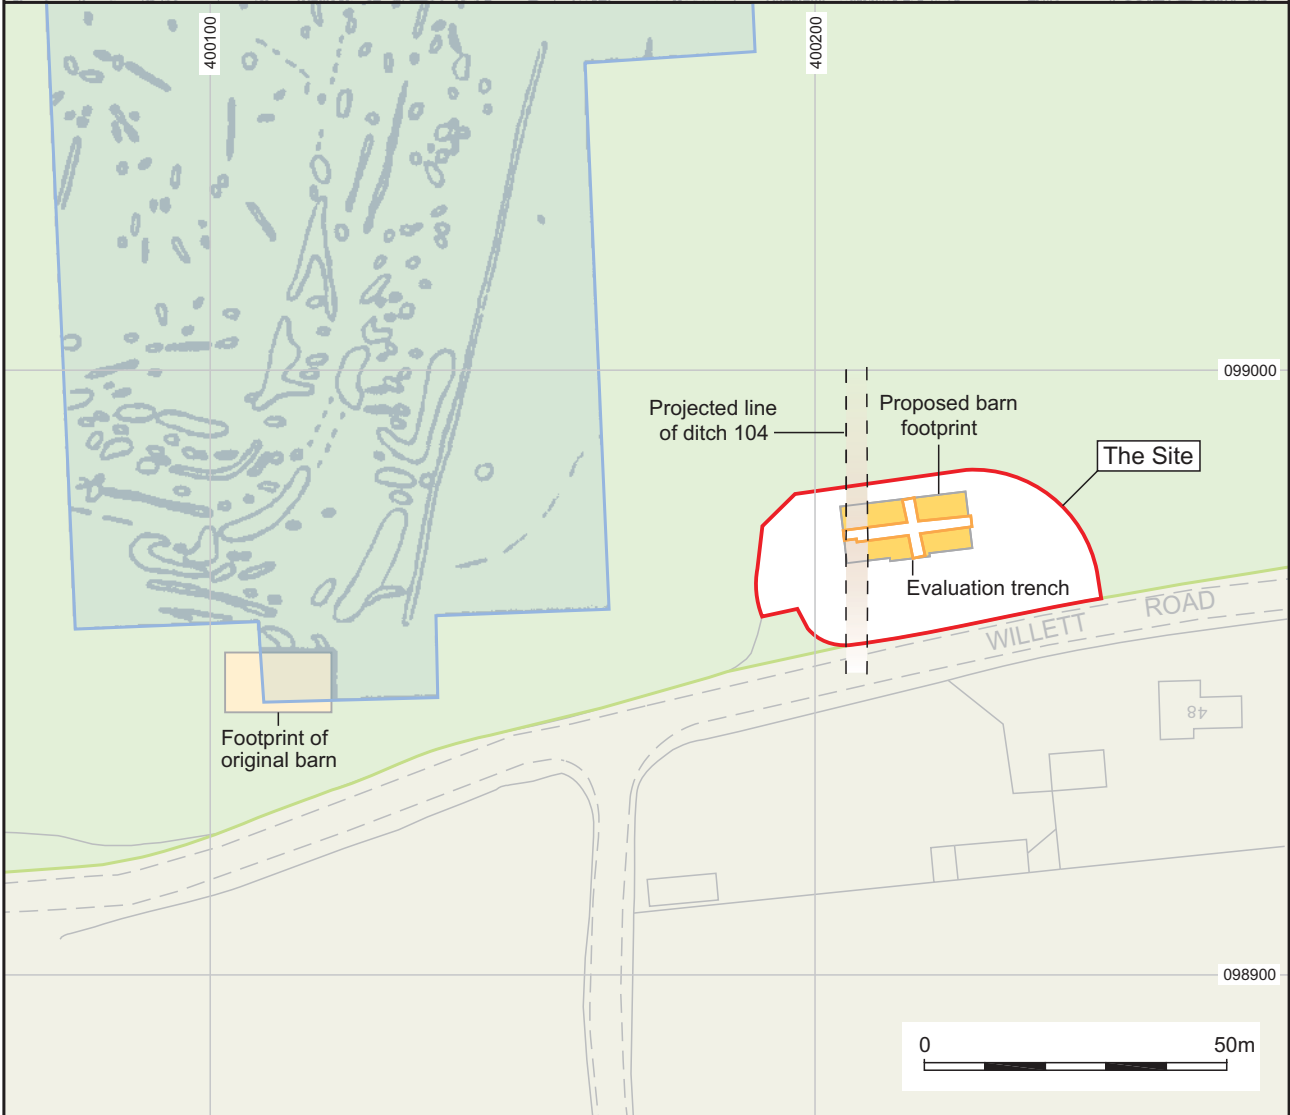 400100
400200
099000
Projected line
of ditch 104
Proposed barn
footprint
The Site
Evaluation trench
WILLETT ROAD
48
Footprint of
original barn
098900
0 50m